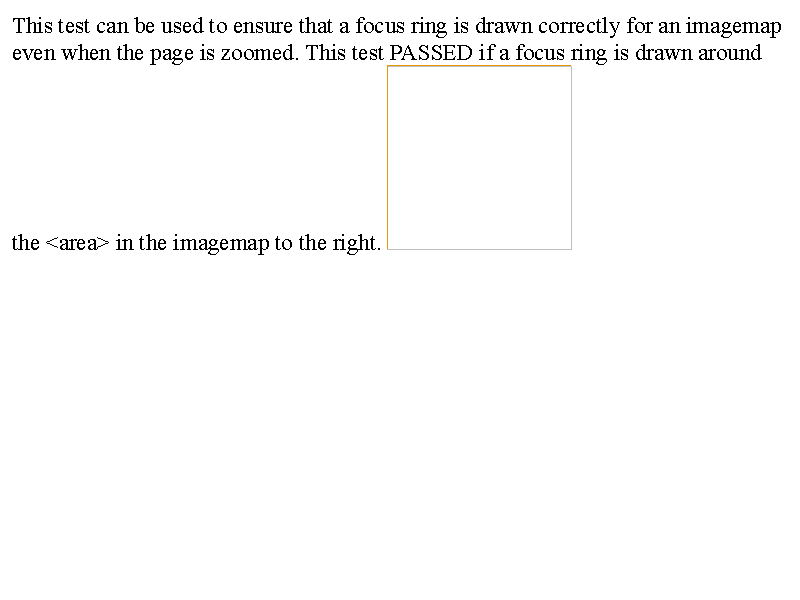 This test can be used to ensure that a focus ring is drawn correctly for an imagemap
even when the page is zoomed. This test PASSED if a focus ring is drawn around
the <area> in the imagemap to the right.